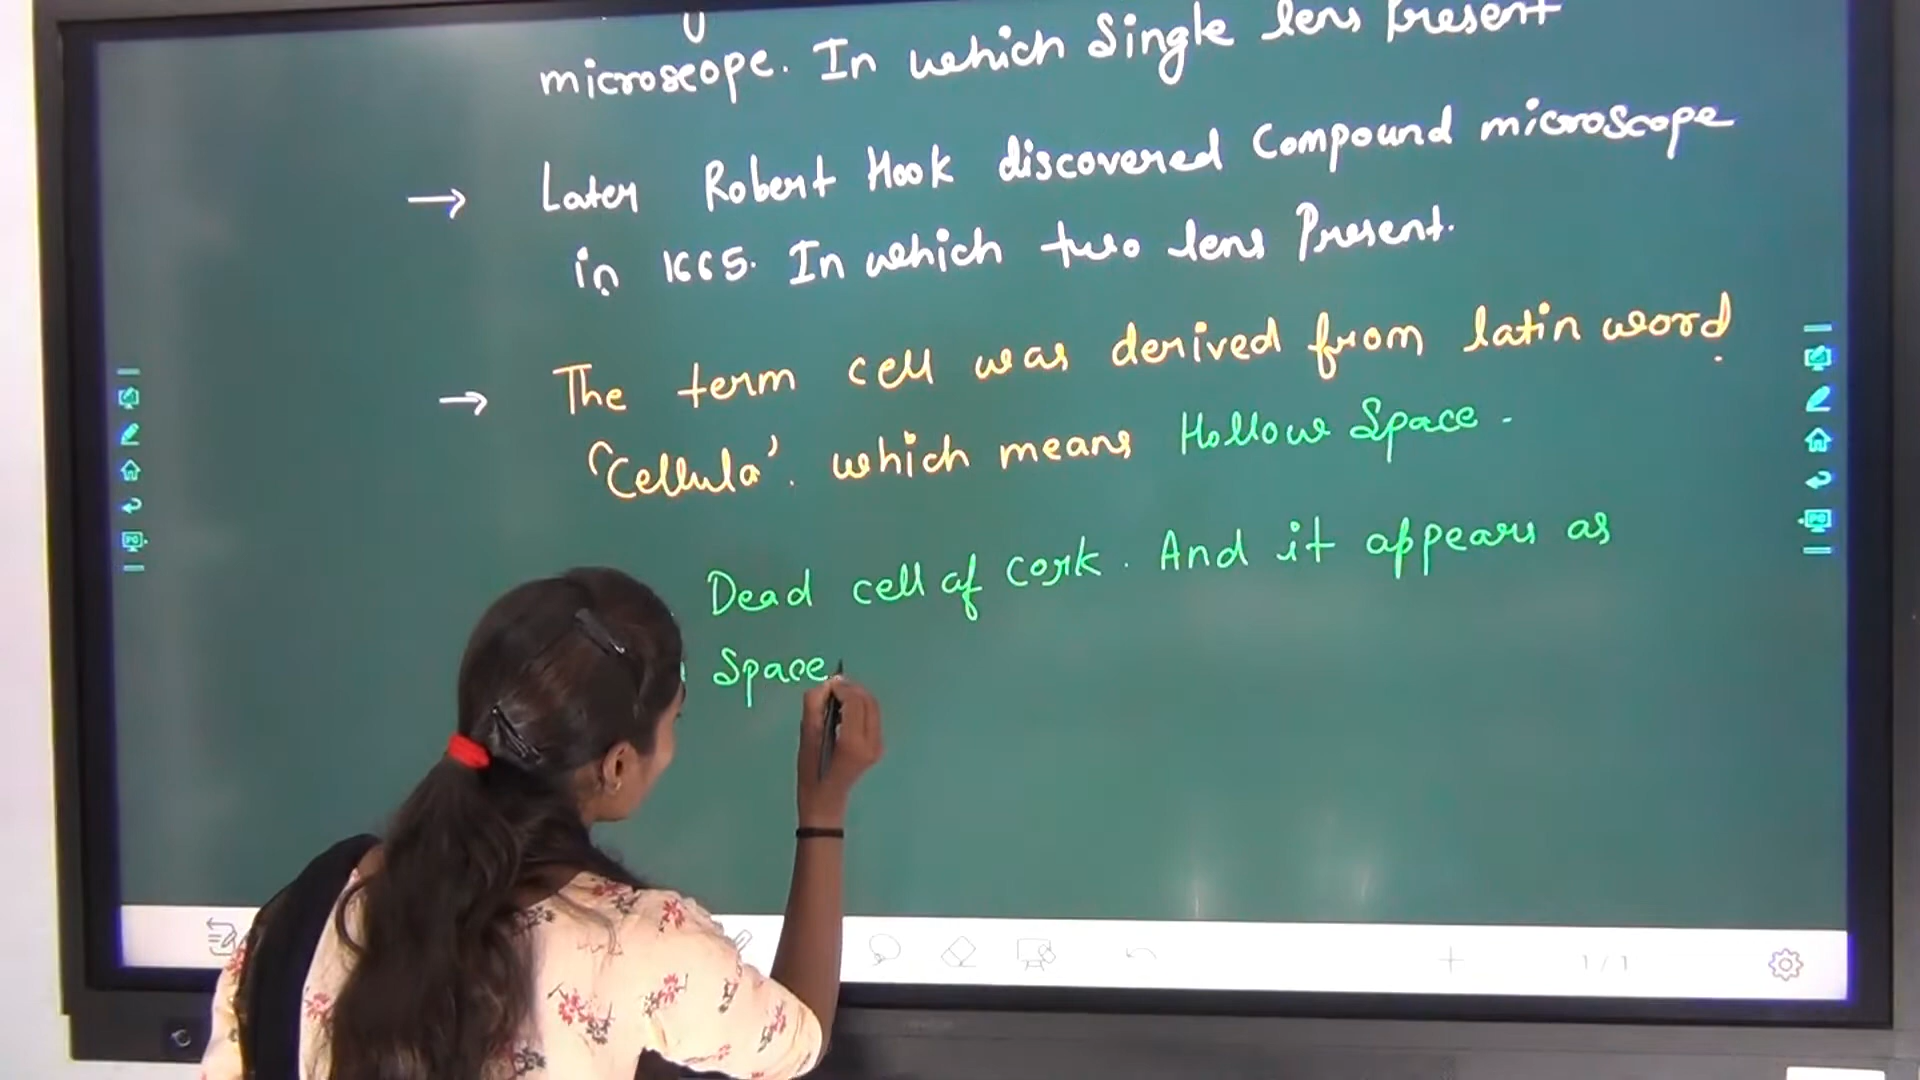 microscope. In which Single lens Present
→ Later Robert Hook discovered Compound microscope
in 1665. In which two lens Present.
→ The term cell was derived from latin word
'Cellula'. which means Hollow Space.
Dead cell of cork. And it appears as
Space
1/1